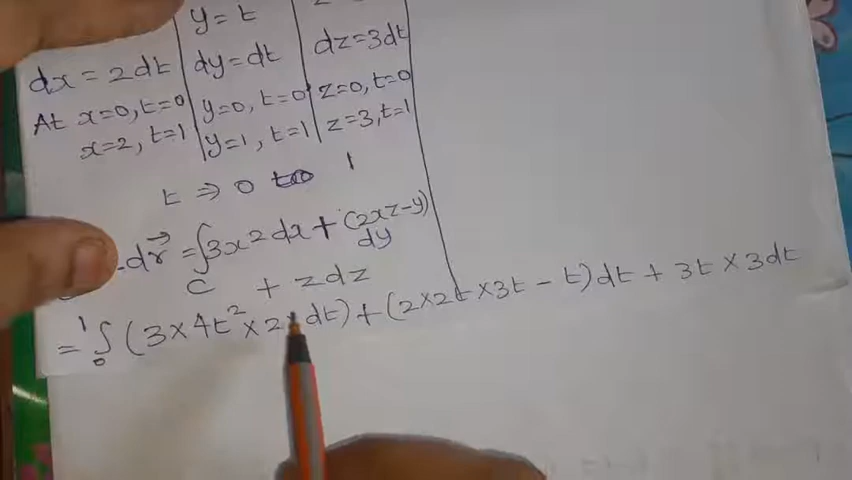 y = t
dx = 2dt | dy = dt | dz = 3dt
At x=0, t=0 | y=0, t=0 | z=0, t=0
x=2, t=1 | y=1, t=1 | z=3, t=1
t ⇒ 0 to 1
dr⃗ = ∫ 3x² dx + (2xz-y) dy
C + z dz
= ∫₀¹ (3×4t² × 2 dt) + (2×2t×3t - t) dt + 3t × 3dt